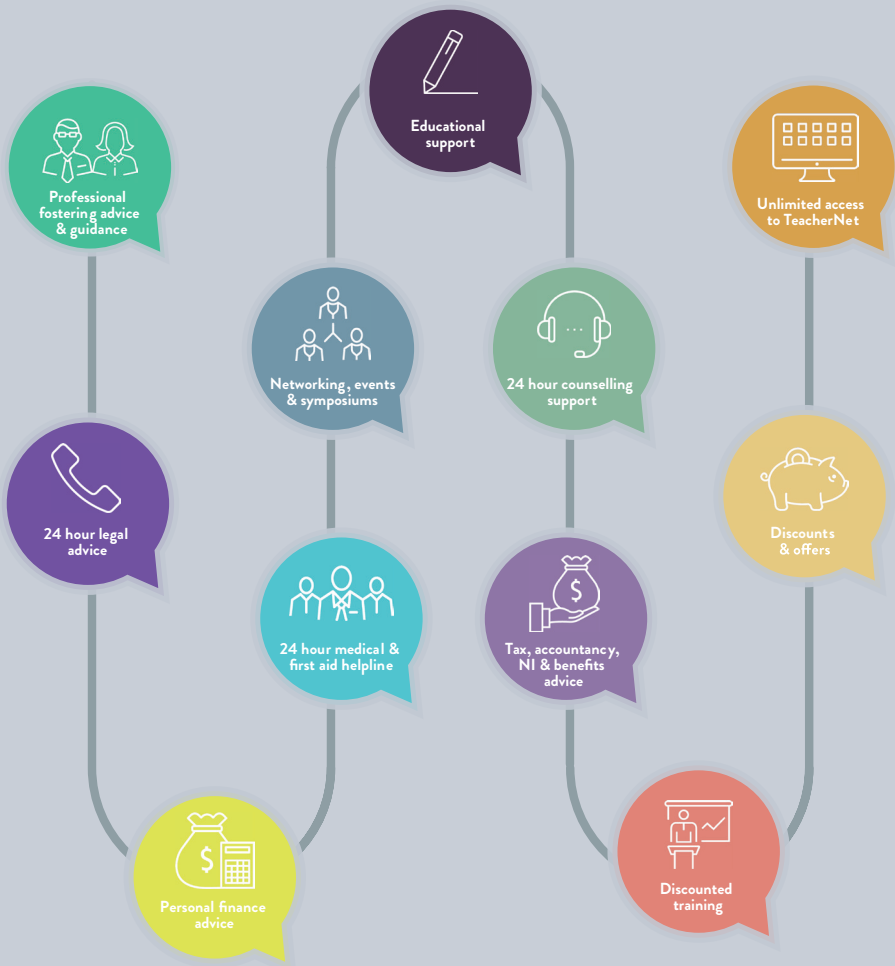 Professional
fostering advice
& guidance
24 hour legal
advice
$
Personal finance
advice
24 hour medical &
first aid helpline
Networking, events
& symposiums
Educational
support
24 hour counselling
support
$
Tax, accountancy,
NI & benefits
advice
Discounted
training
Discounts
& offers
Unlimited access
to TeacherNet